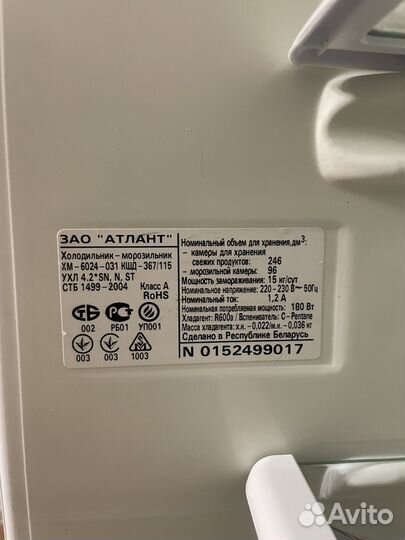 ЗАО "АТЛАНТ"
Холодильник - морозильник
ХМ - 6024 - 031 КШД - 367/115
УХЛ 4.2*SN, N, ST
СТБ 1499 - 2004 Класс А
RoHS
002 РБ01 УП001
003 003 1003
Номинальный объем для хранения, дм³:
- камеры для хранения
свежих продуктов: 246
- морозильной камеры: 96
Мощность замораживания: 15 кг/сут
Номинальное напряжение: 220 - 230 В ~ 50Гц
Номинальный ток: 1,2 А
Номинальная потребляемая мощность: 180 Вт
Хладагент: R600a / Вспениватель: С - Pentane
Масса хладагента: х.к. - 0,022/м.к. - 0,036 кг
Сделано в Республике Беларусь
N 0152499017
Avito